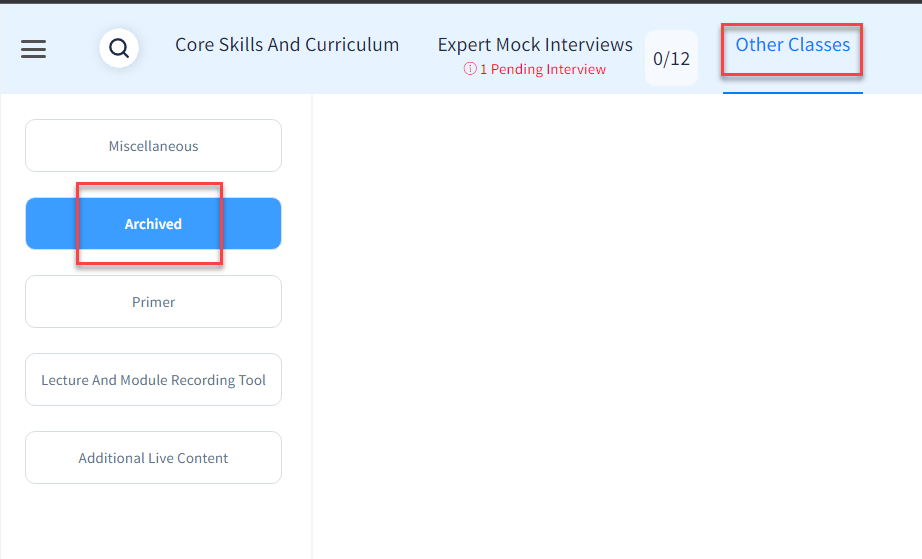 Core Skills And Curriculum
Expert Mock Interviews
1 Pending Interview
0/12
Other Classes
Miscellaneous
Archived
Primer
Lecture And Module Recording Tool
Additional Live Content